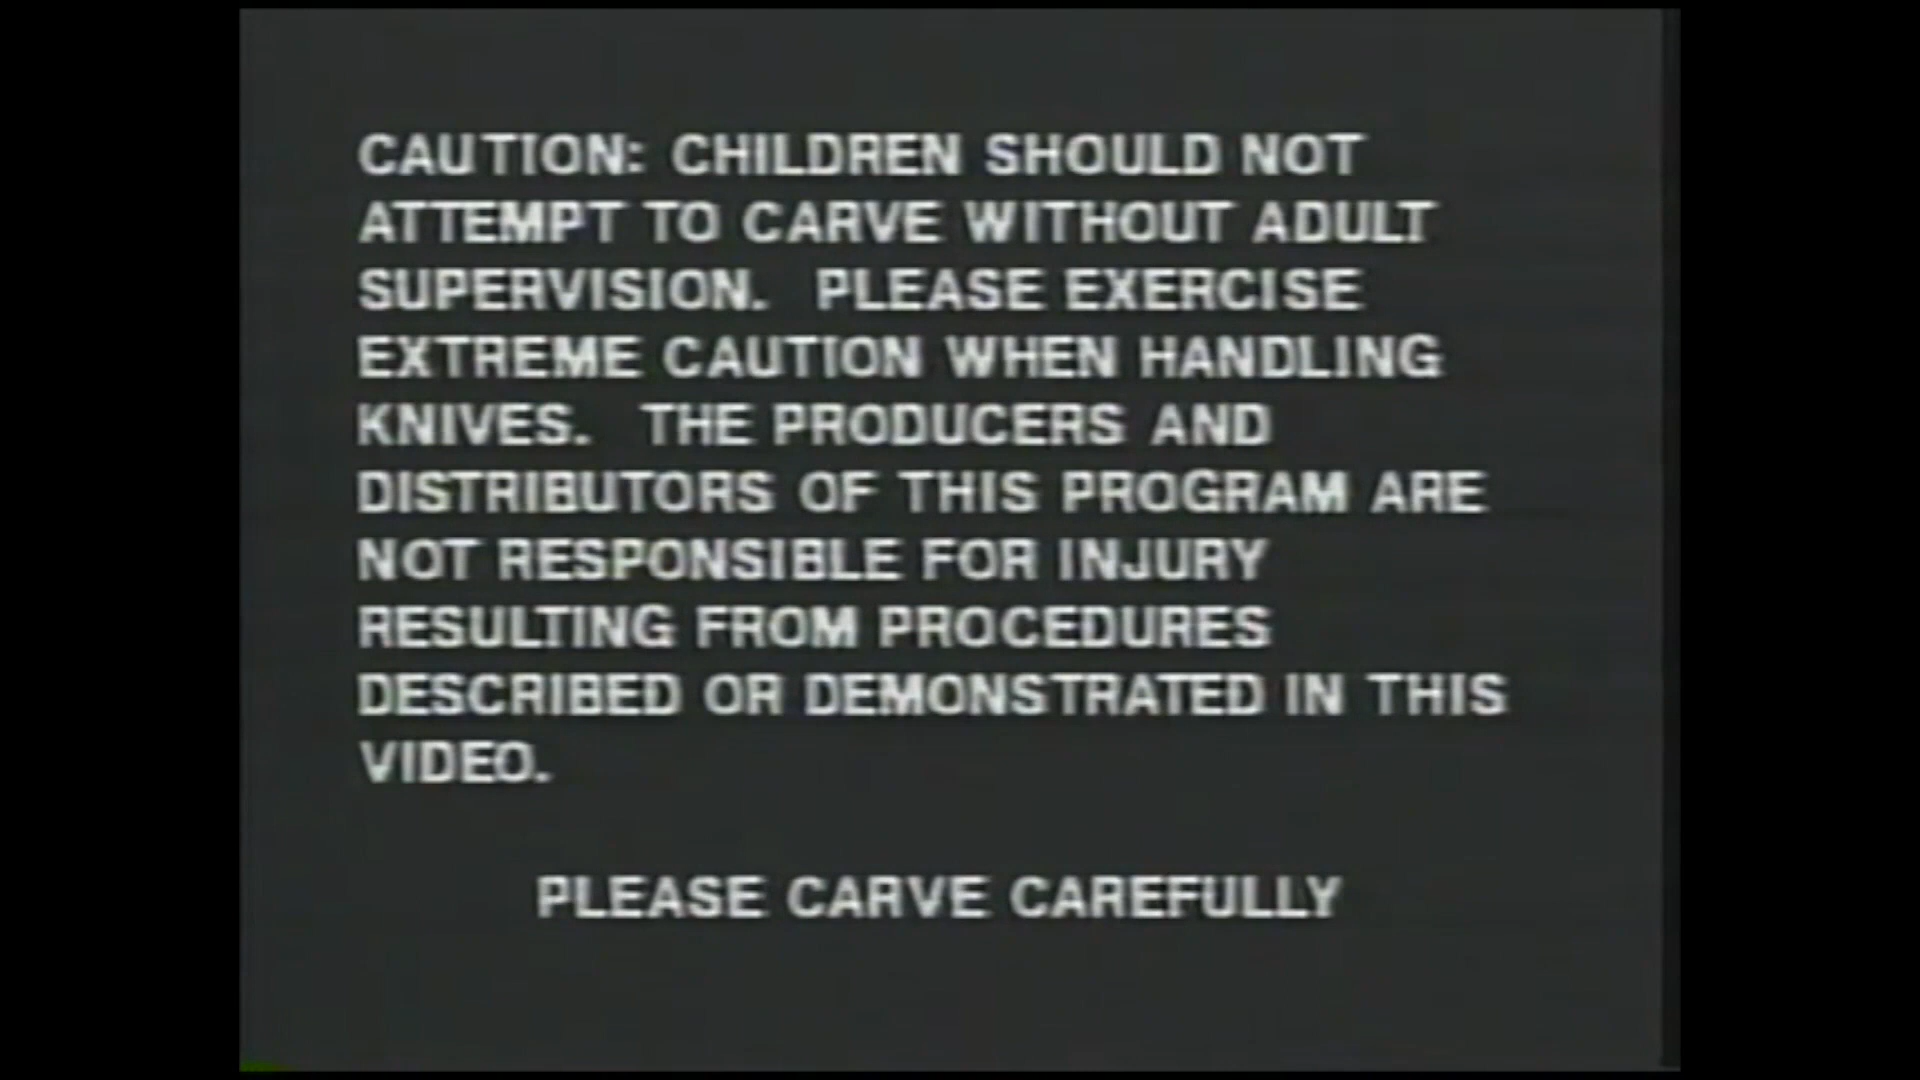 CAUTION: CHILDREN SHOULD NOT
ATTEMPT TO CARVE WITHOUT ADULT
SUPERVISION. PLEASE EXERCISE
EXTREME CAUTION WHEN HANDLING
KNIVES. THE PRODUCERS AND
DISTRIBUTORS OF THIS PROGRAM ARE
NOT RESPONSIBLE FOR INJURY
RESULTING FROM PROCEDURES
DESCRIBED OR DEMONSTRATED IN THIS
VIDEO.
PLEASE CARVE CAREFULLY